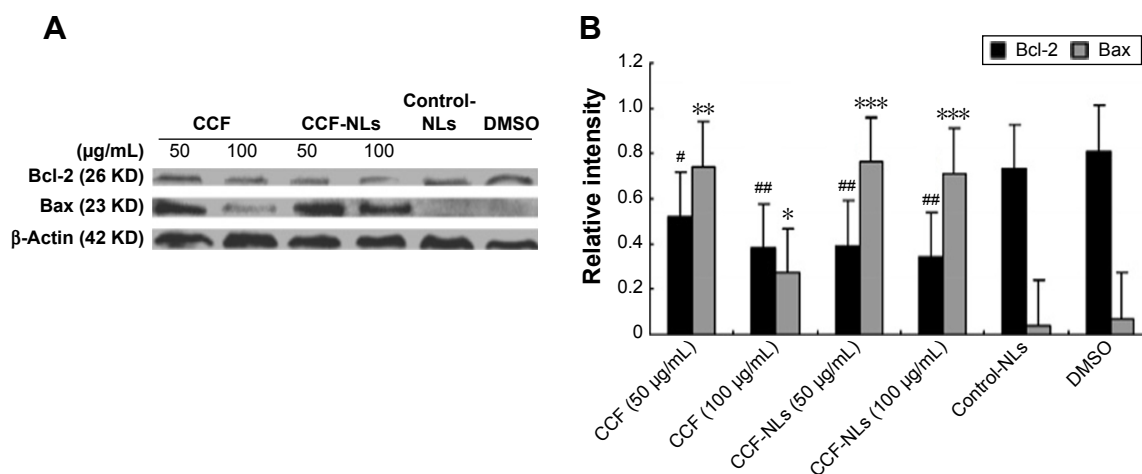 A
CCF CCF-NLs Control-NLs DMSO
(µg/mL) 50 100 50 100
Bcl-2 (26 KD)
Bax (23 KD)
β-Actin (42 KD)
B
Bcl-2 Bax
Relative intensity
1.2
1.0
0.8
0.6
0.4
0.2
0
# ** ## * ## *** ## ***
CCF (50 µg/mL)
CCF (100 µg/mL)
CCF-NLs (50 µg/mL)
CCF-NLs (100 µg/mL)
Control-NLs
DMSO